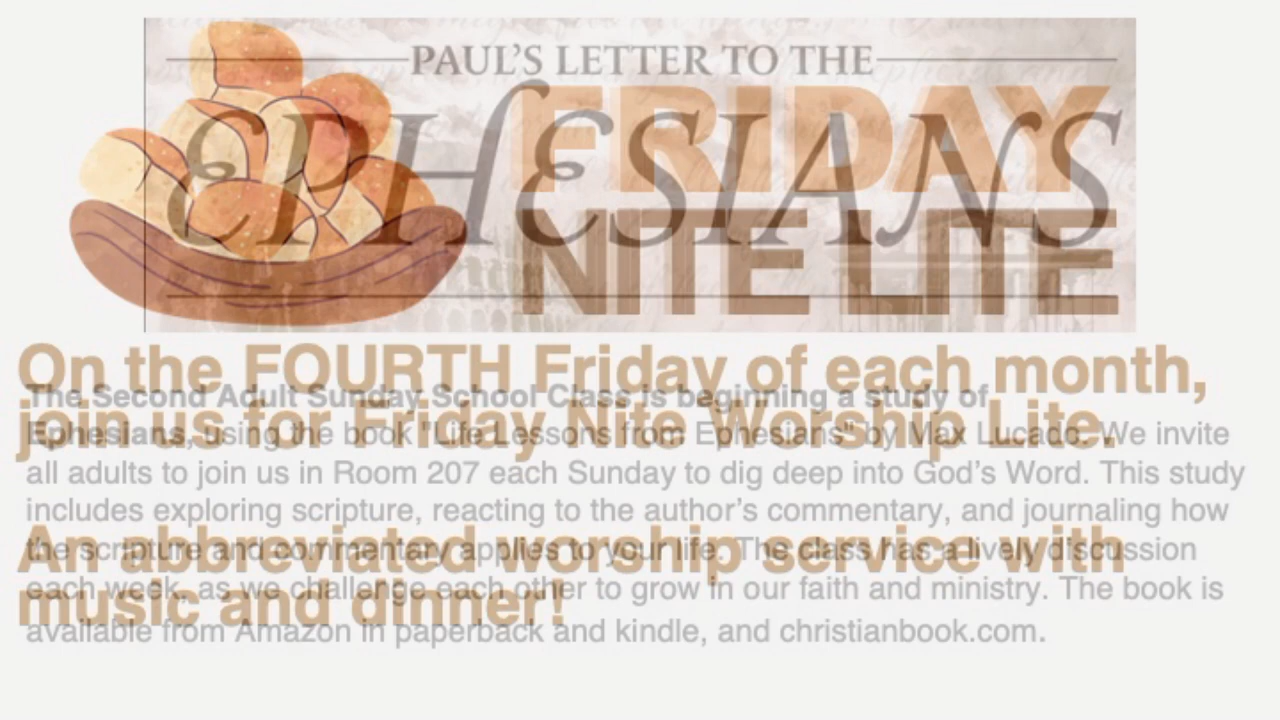 PAUL'S LETTER TO THE
EPHESIANS
FRIDAY
NITE LITE
On the FOURTH Friday of each month,
join us for Friday Nite Worship Lite.
An abbreviated worship service with
music and dinner!
The Second Adult Sunday School Class is beginning a study of
Ephesians, using the book "Life Lessons from Ephesians" by Max Lucado. We invite
all adults to join us in Room 207 each Sunday to dig deep into God's Word. This study
includes exploring scripture, reacting to the author's commentary, and journaling how
the scripture and commentary applies to your life. The class has a lively discussion
each week, as we challenge each other to grow in our faith and ministry. The book is
available from Amazon in paperback and kindle, and christianbook.com.